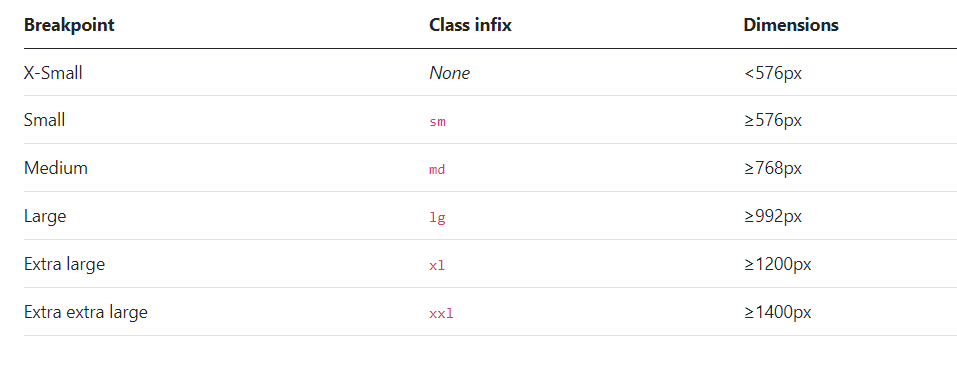 Breakpoint Class infix Dimensions
X-Small None <576px
Small sm ≥576px
Medium md ≥768px
Large lg ≥992px
Extra large xl ≥1200px
Extra extra large xxl ≥1400px